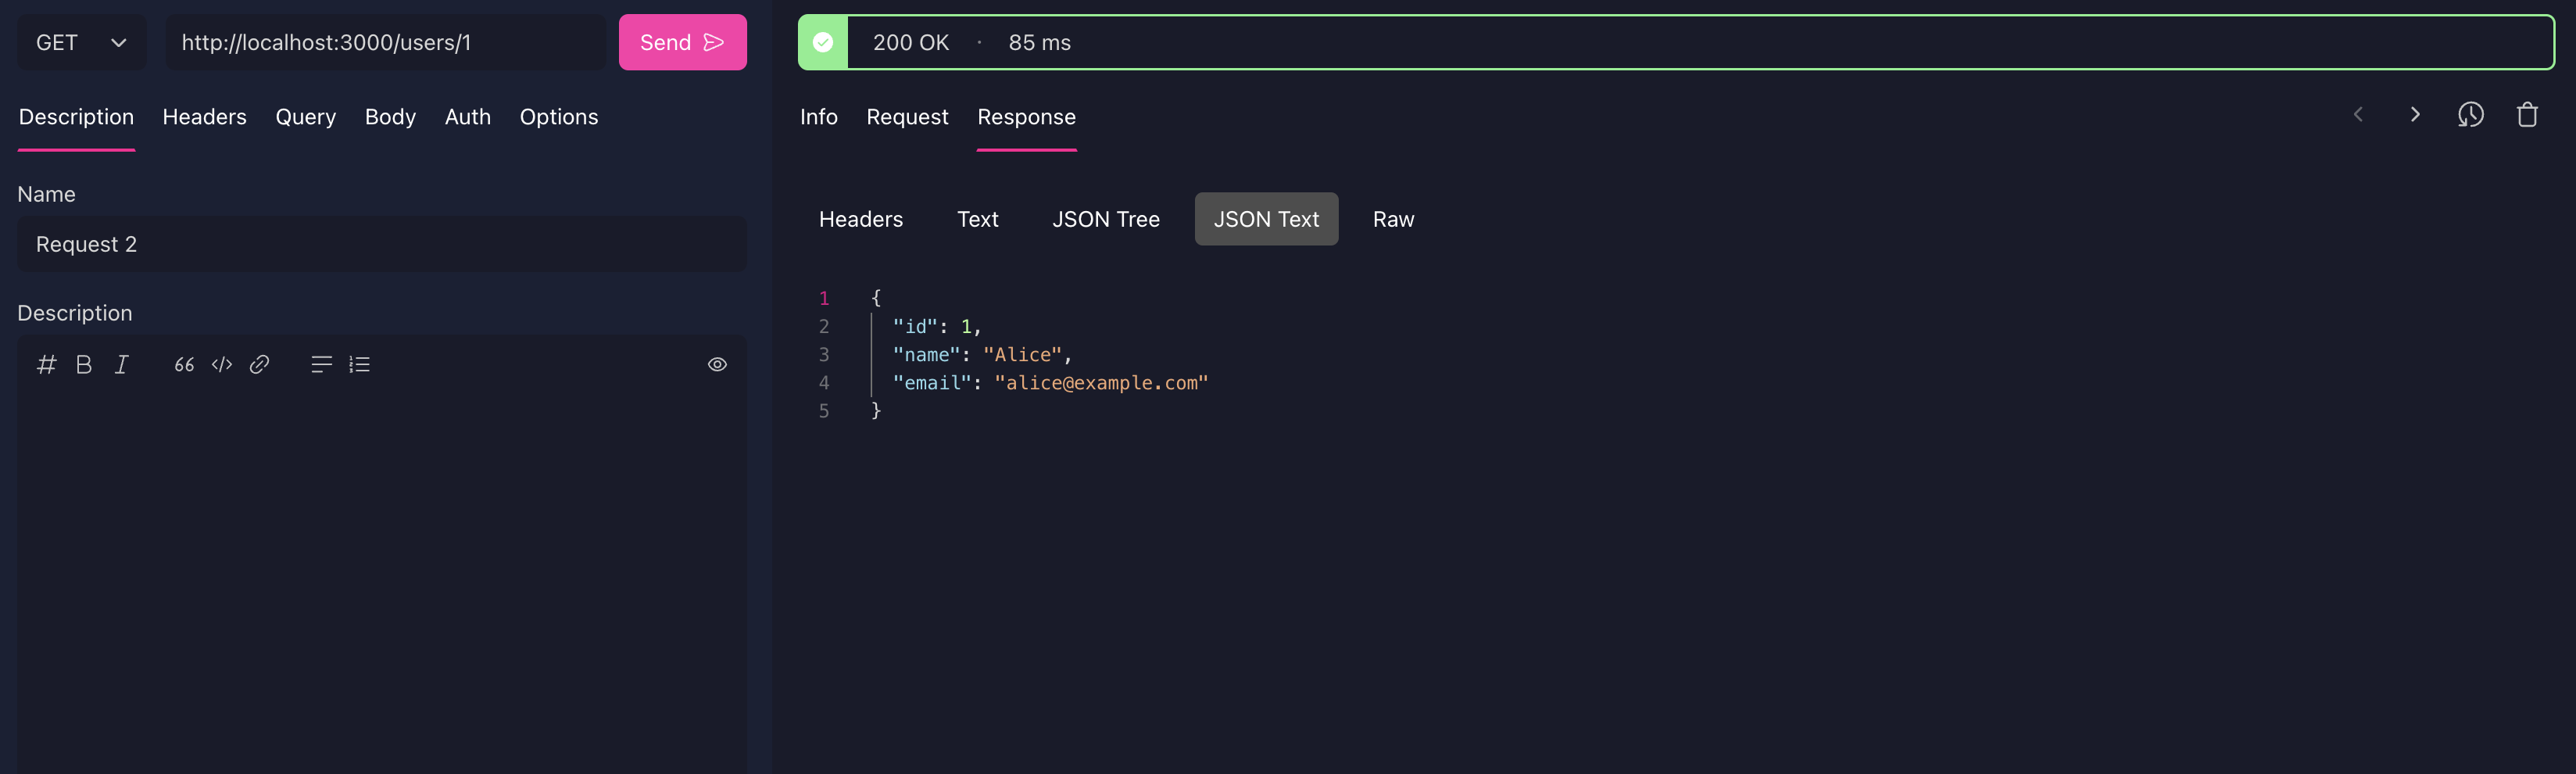 GET http://localhost:3000/users/1 Send
Description Headers Query Body Auth Options
Name
Request 2
Description
200 OK · 85 ms
Info Request Response
Headers Text JSON Tree JSON Text Raw
1 {
2 "id": 1,
3 "name": "Alice",
4 "email": "alice@example.com"
5 }